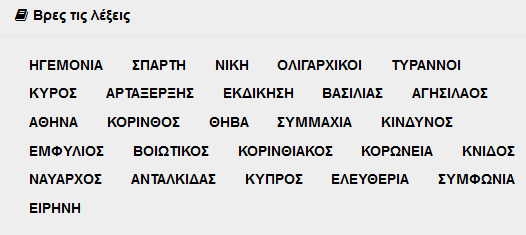 Βρες τις λέξεις
ΗΓΕΜΟΝΙΑ ΣΠΑΡΤΗ ΝΙΚΗ ΟΛΙΓΑΡΧΙΚΟΙ ΤΥΡΑΝΝΟΙ
ΚΥΡΟΣ ΑΡΤΑΞΕΡΞΗΣ ΕΚΔΙΚΗΣΗ ΒΑΣΙΛΙΑΣ ΑΓΗΣΙΛΑΟΣ
ΑΘΗΝΑ ΚΟΡΙΝΘΟΣ ΘΗΒΑ ΣΥΜΜΑΧΙΑ ΚΙΝΔΥΝΟΣ
ΕΜΦΥΛΙΟΣ ΒΟΙΩΤΙΚΟΣ ΚΟΡΙΝΘΙΑΚΟΣ ΚΟΡΩΝΕΙΑ ΚΝΙΔΟΣ
ΝΑΥΑΡΧΟΣ ΑΝΤΑΛΚΙΔΑΣ ΚΥΠΡΟΣ ΕΛΕΥΘΕΡΙΑ ΣΥΜΦΩΝΙΑ
ΕΙΡΗΝΗ